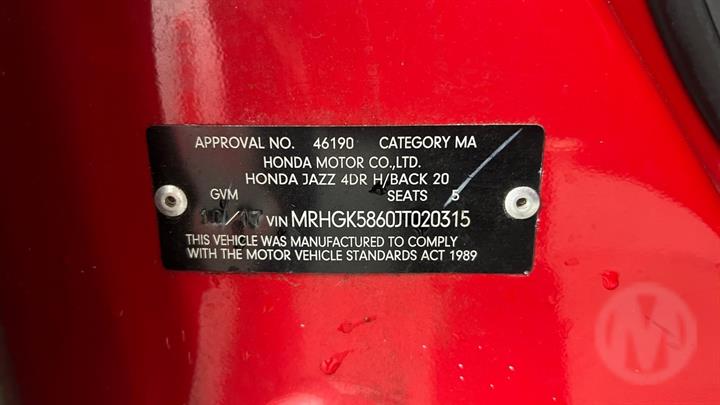 APPROVAL NO. 46190 CATEGORY MA
HONDA MOTOR CO.,LTD.
HONDA JAZZ 4DR H/BACK 20
GVM SEATS 5
10/17 VIN MRHGK5860JT020315
THIS VEHICLE WAS MANUFACTURED TO COMPLY
WITH THE MOTOR VEHICLE STANDARDS ACT 1989
M